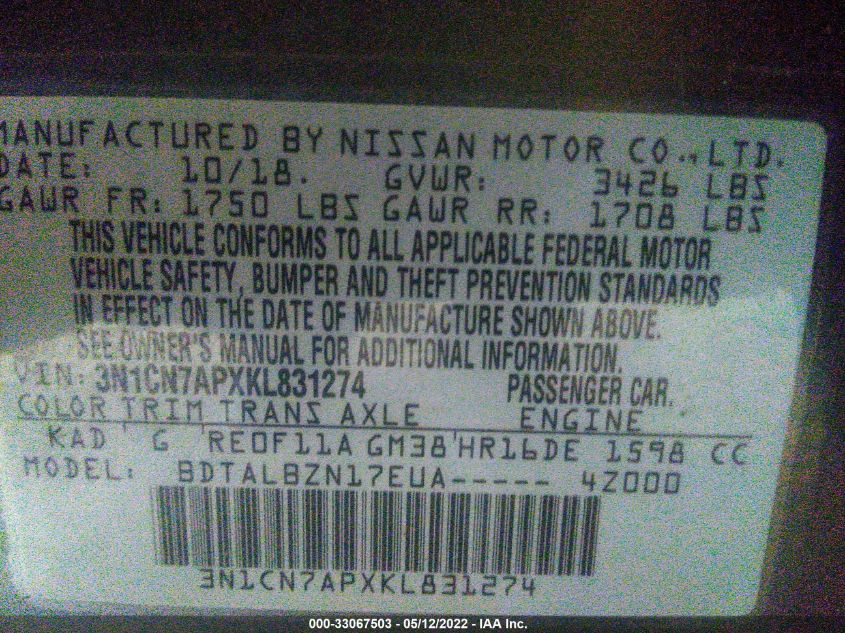 MANUFACTURED BY NISSAN MOTOR CO., LTD.
DATE: 10/18. GVWR: 3426 LBS
GAWR FR: 1750 LBS GAWR RR: 1708 LBS
THIS VEHICLE CONFORMS TO ALL APPLICABLE FEDERAL MOTOR
VEHICLE SAFETY, BUMPER AND THEFT PREVENTION STANDARDS
IN EFFECT ON THE DATE OF MANUFACTURE SHOWN ABOVE.
SEE OWNER'S MANUAL FOR ADDITIONAL INFORMATION.
VIN: 3N1CN7APXKL831274 PASSENGER CAR.
COLOR TRIM TRANS AXLE ENGINE
KAD G RE0F11A GM38 HR16DE 1598 CC
MODEL: BDTALBZN17EUA----- 4Z000
3N1CN7APXKL831274
000-33067503 - 05/12/2022 - IAA Inc.